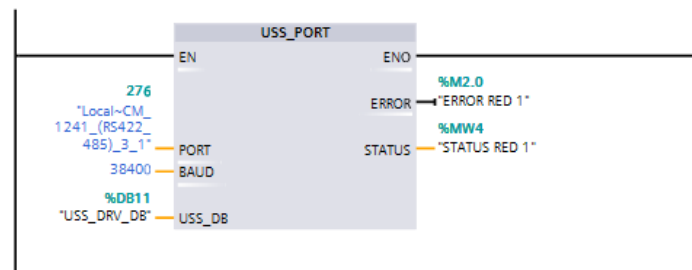 USS_PORT
EN
ENO
276
"Local~CM_
1241_(RS422_
485)_3_1"
PORT
38400
BAUD
%DB11
"USS_DRV_DB"
USS_DB
%M2.0
ERROR
"ERROR RED 1"
%MW4
STATUS
"STATUS RED 1"